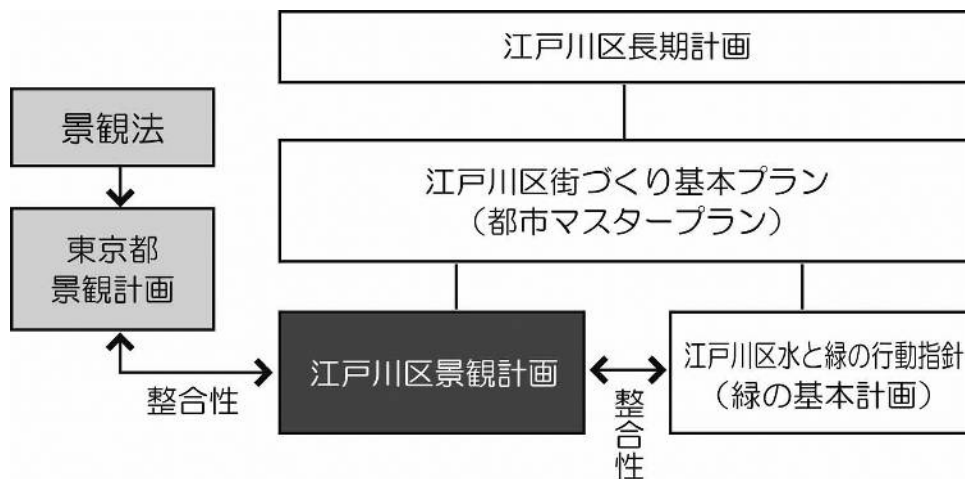 江戸川区長期計画
景観法
江戸川区街づくり基本プラン
（都市マスタープラン）
東京都
景観計画
江戸川区景観計画
江戸川区水と緑の行動指針
（緑の基本計画）
整合性
整合性